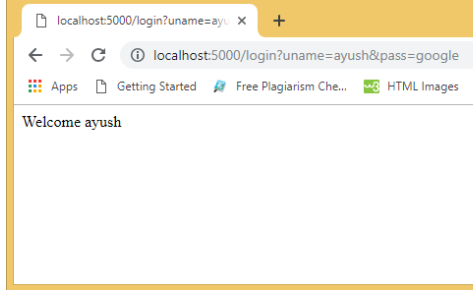 localhost:5000/login?uname=ayu
localhost:5000/login?uname=ayush&pass=google
Apps Getting Started Free Plagiarism Che... HTML Images
Welcome ayush